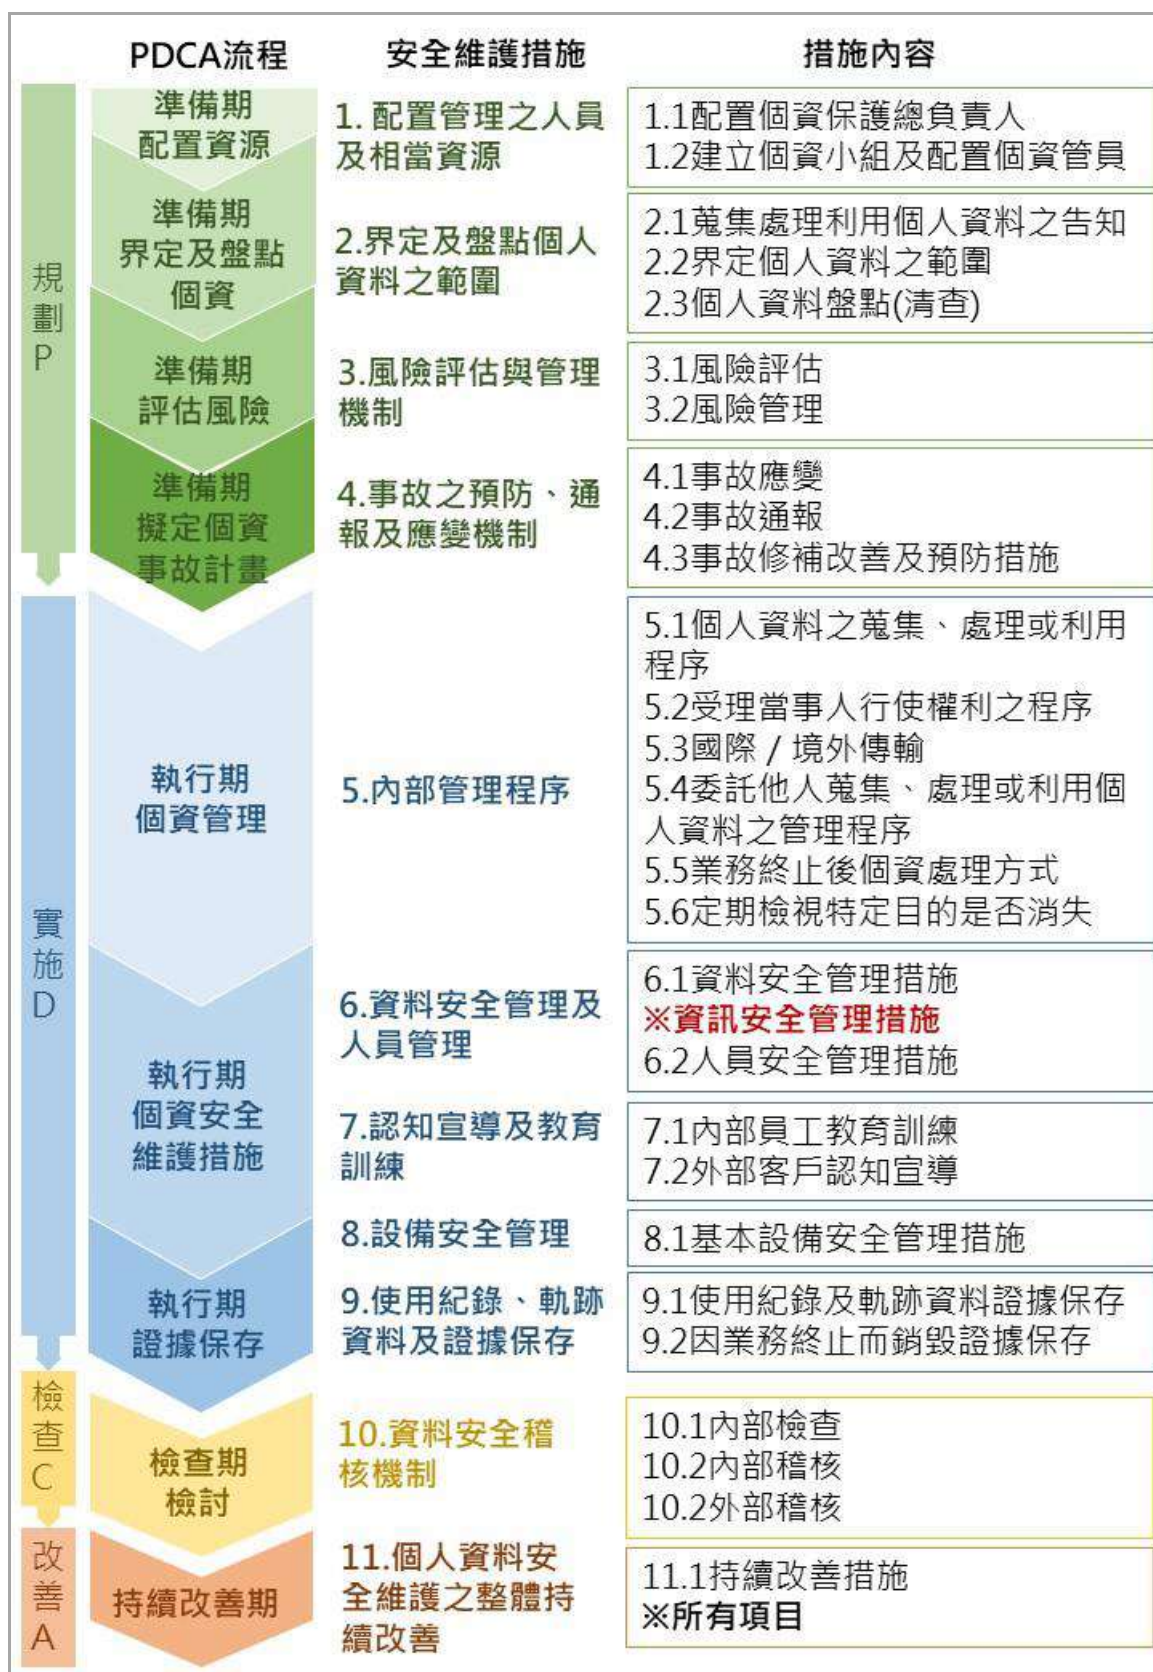 PDCA流程
安全維護措施
措施內容
規劃P
準備期
配置資源
1. 配置管理之人員
及相當資源
1.1配置個資保護總負責人
1.2建立個資小組及配置個資管員
準備期
界定及盤點
個資
2.界定及盤點個人
資料之範圍
2.1蒐集處理利用個人資料之告知
2.2界定個人資料之範圍
2.3個人資料盤點(清查)
準備期
評估風險
3.風險評估與管理
機制
3.1風險評估
3.2風險管理
準備期
擬定個資
事故計畫
4.事故之預防、通
報及應變機制
4.1事故應變
4.2事故通報
4.3事故修補改善及預防措施
實施D
執行期
個資管理
5.內部管理程序
5.1個人資料之蒐集、處理或利用
程序
5.2受理當事人行使權利之程序
5.3國際 / 境外傳輸
5.4委託他人蒐集、處理或利用個
人資料之管理程序
5.5業務終止後個資處理方式
5.6定期檢視特定目的是否消失
執行期
個資安全
維護措施
6.資料安全管理及
人員管理
6.1資料安全管理措施
※資訊安全管理措施
6.2人員安全管理措施
7.認知宣導及教育
訓練
7.1內部員工教育訓練
7.2外部客戶認知宣導
8.設備安全管理
8.1基本設備安全管理措施
執行期
證據保存
9.使用紀錄、軌跡
資料及證據保存
9.1使用紀錄及軌跡資料證據保存
9.2因業務終止而銷毀證據保存
檢查C
檢查期
檢討
10.資料安全稽
核機制
10.1內部檢查
10.2內部稽核
10.2外部稽核
改善A
持續改善期
11.個人資料安
全維護之整體持
續改善
11.1持續改善措施
※所有項目